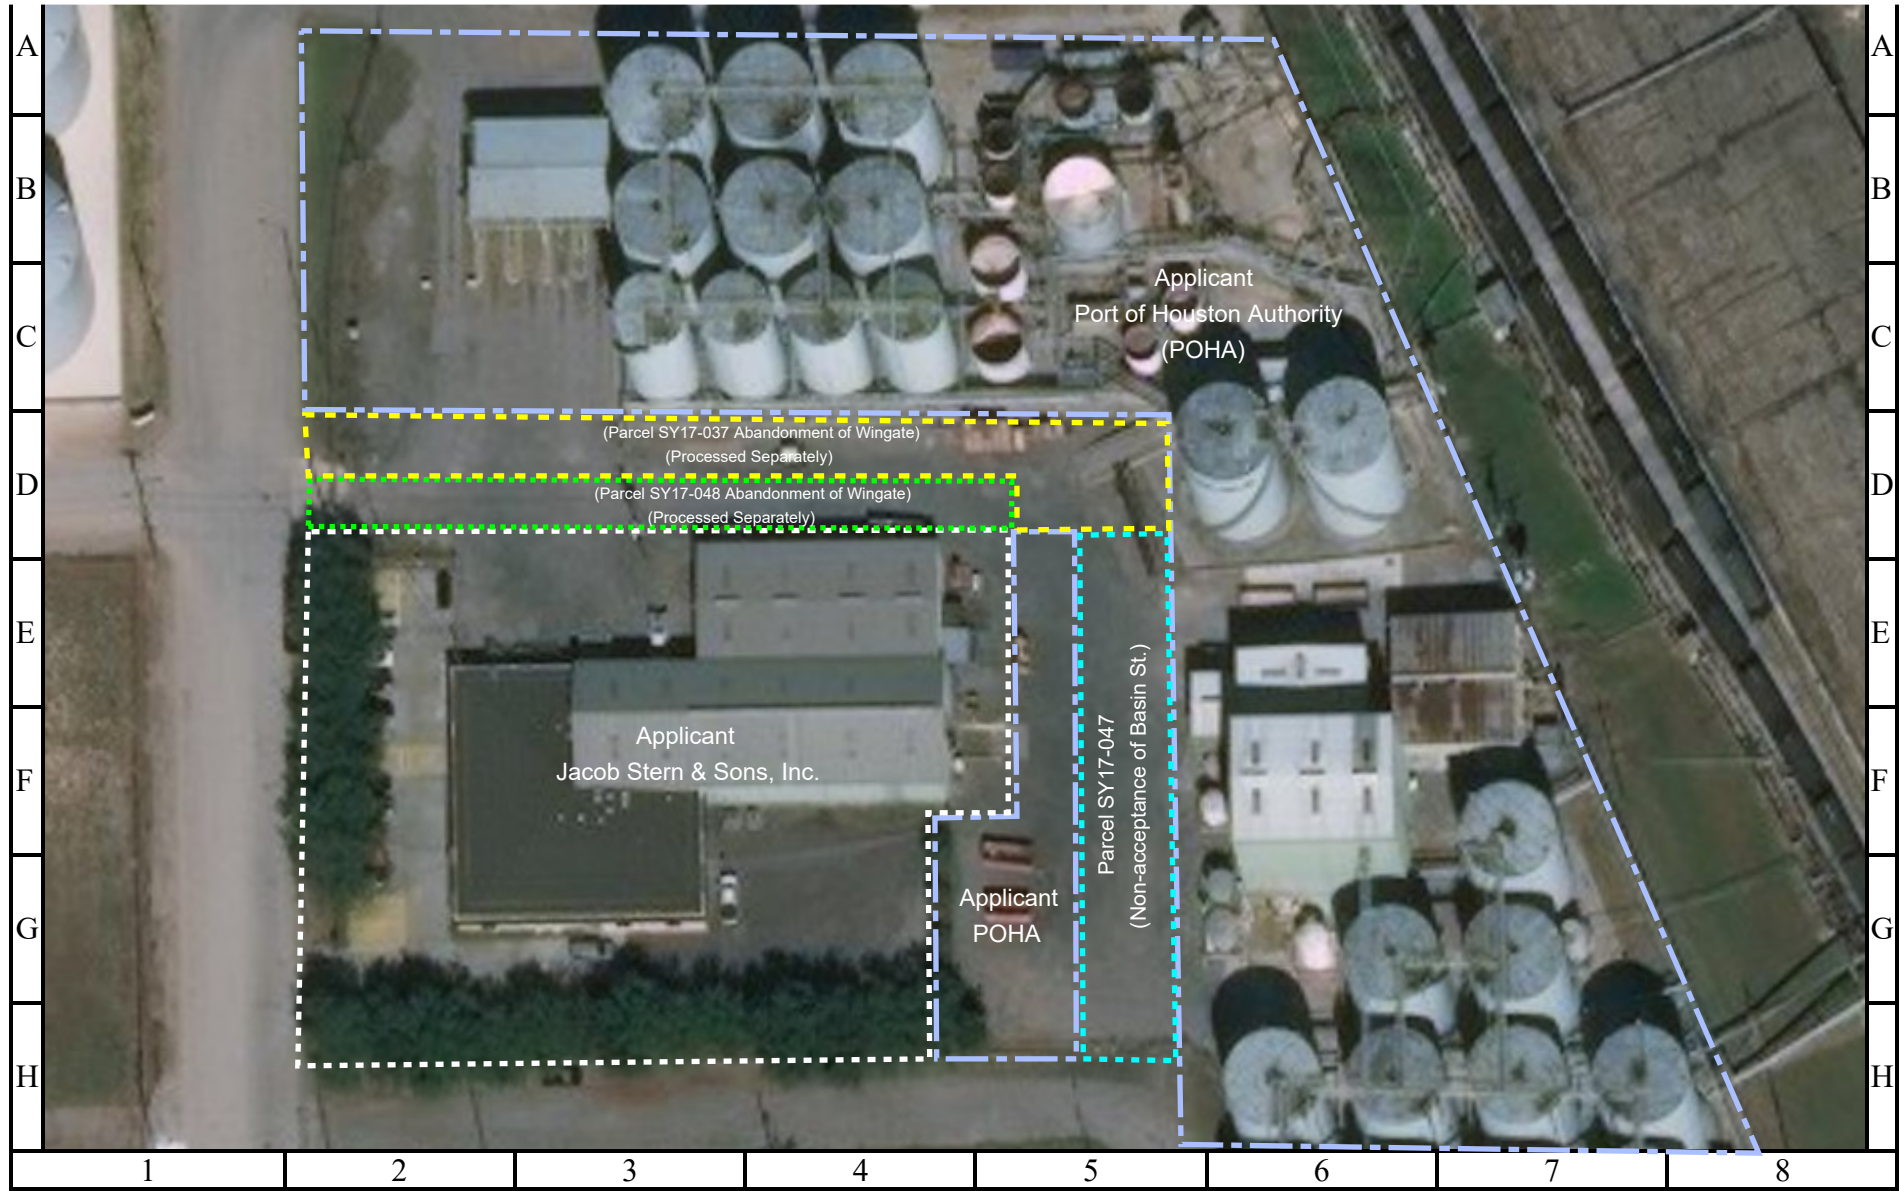 A
A
B
B
Applicant
Port of Houston Authority
(POHA)
C
C
(Parcel SY17-037 Abandonment of Wingate)
(Processed Separately)
D
D
(Parcel SY17-048 Abandonment of Wingate)
(Processed Separately)
E
E
Parcel SY17-047
(Non-acceptance of Basin St.)
Applicant
Jacob Stern & Sons, Inc.
F
F
Applicant
POHA
G
G
H
H
1 2 3 4 5 6 7 8